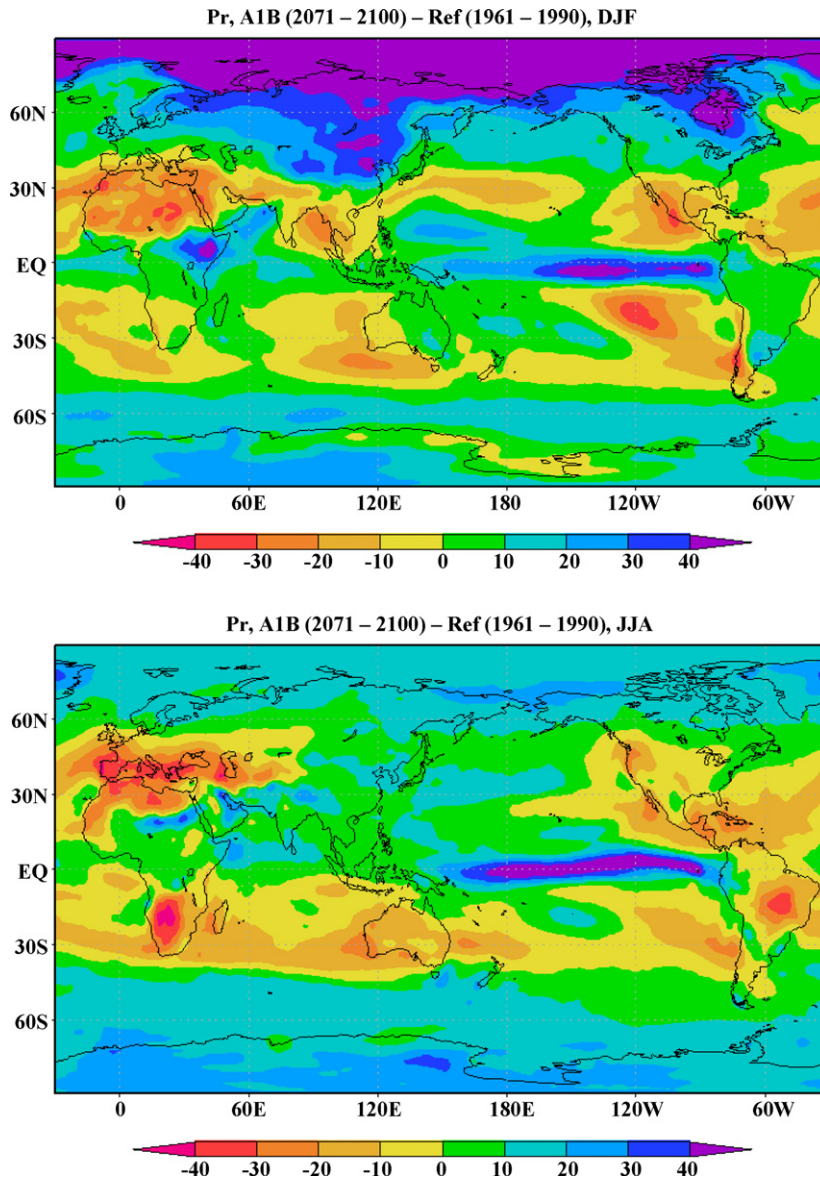 Pr, A1B (2071 – 2100) – Ref (1961 – 1990), DJF
60N
30N
EQ
30S
60S
0 60E 120E 180 120W 60W
-40 -30 -20 -10 0 10 20 30 40
Pr, A1B (2071 – 2100) – Ref (1961 – 1990), JJA
60N
30N
EQ
30S
60S
0 60E 120E 180E 120W 60W
-40 -30 -20 -10 0 10 20 30 40